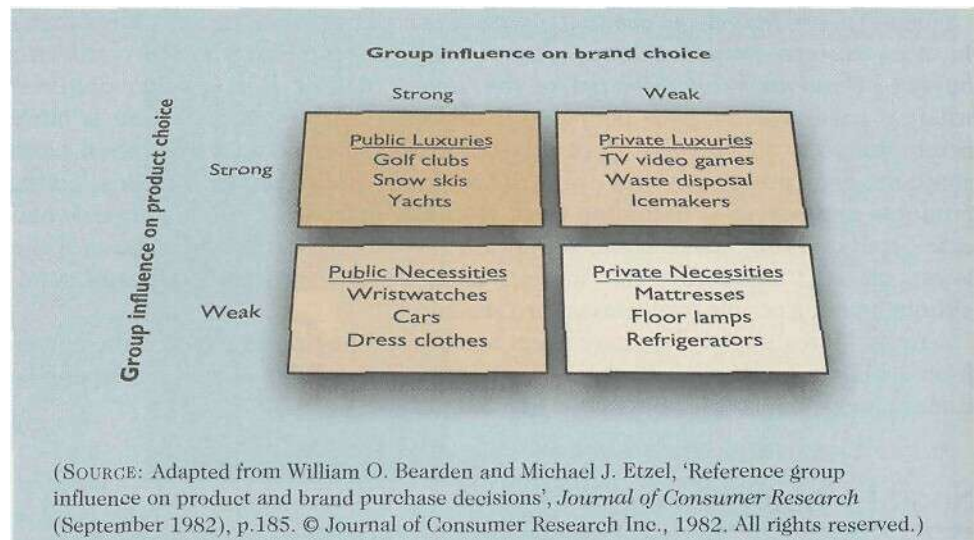 Group influence on brand choice
Strong
Weak
Group influence on product choice
Strong
Public Luxuries
Golf clubs
Snow skis
Yachts
Private Luxuries
TV video games
Waste disposal
Icemakers
Weak
Public Necessities
Wristwatches
Cars
Dress clothes
Private Necessities
Mattresses
Floor lamps
Refrigerators
(SOURCE: Adapted from William O. Bearden and Michael J. Etzel, 'Reference group
influence on product and brand purchase decisions', Journal of Consumer Research
(September 1982), p.185. © Journal of Consumer Research Inc., 1982. All rights reserved.)